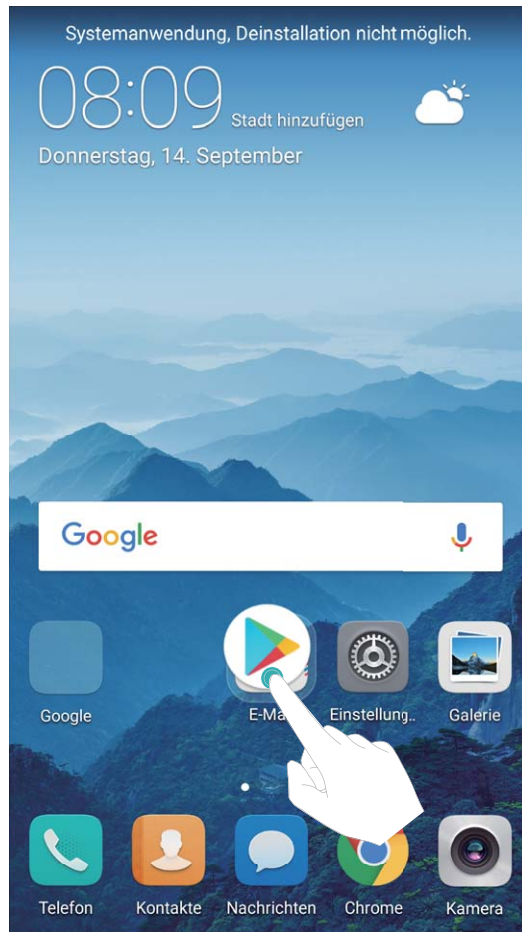 Systemanwendung, Deinstallation nicht möglich.
08:09 Stadt hinzufügen
Donnerstag, 14. September
Google
Google E-Ma Einstellung.. Galerie
Telefon Kontakte Nachrichten Chrome Kamera